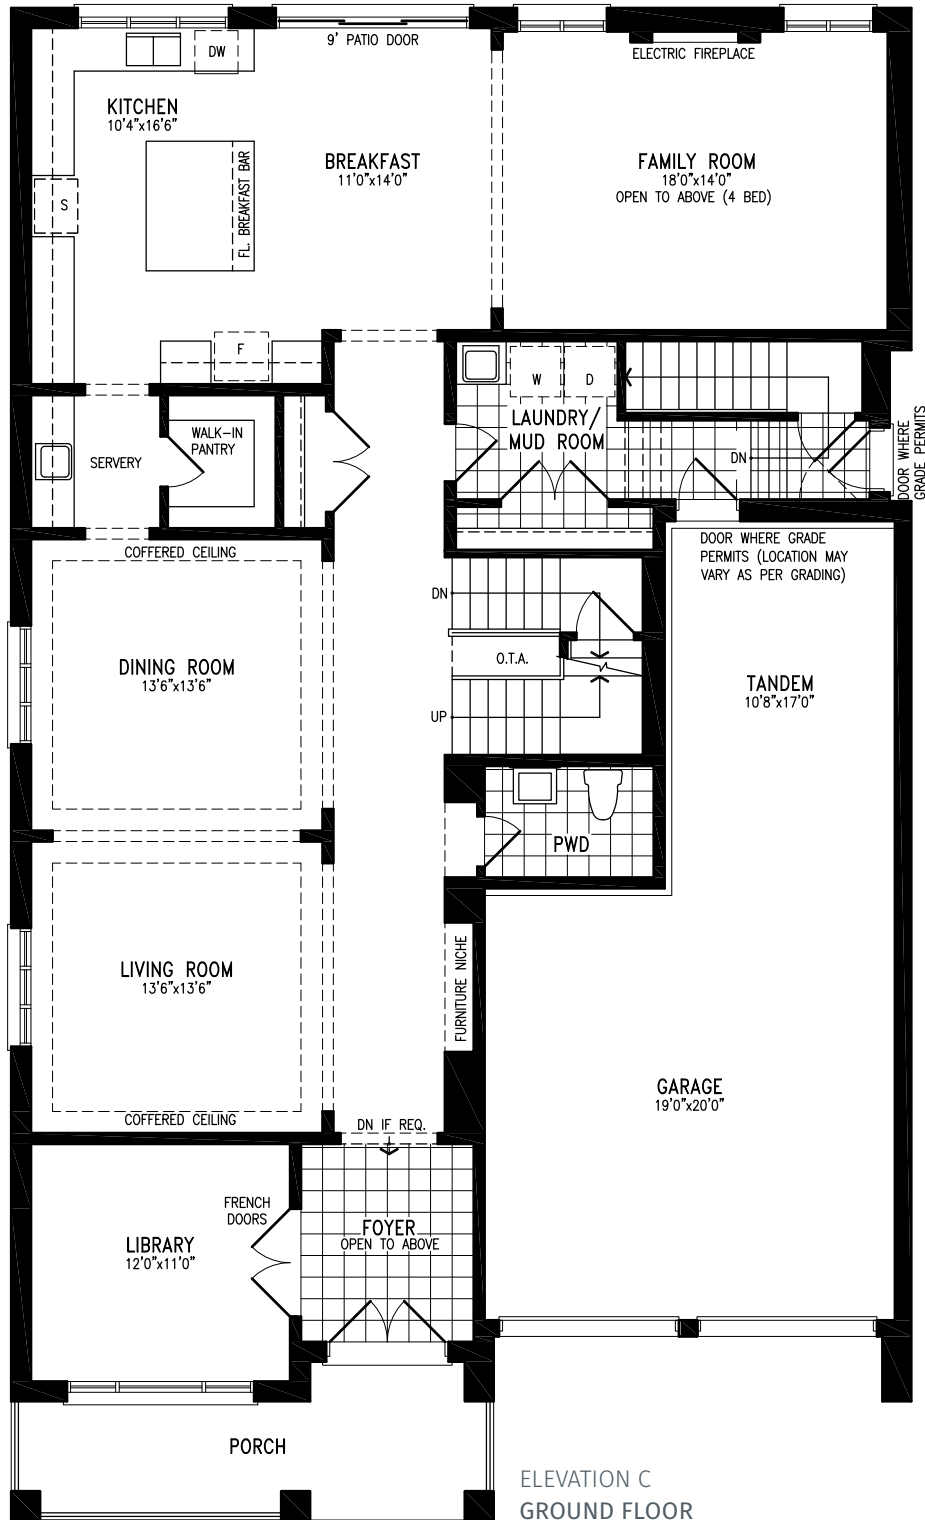 9' PATIO DOOR
DW
ELECTRIC FIREPLACE
KITCHEN
10'4"x16'6"
BREAKFAST
11'0"x14'0"
FAMILY ROOM
18'0"x14'0"
OPEN TO ABOVE (4 BED)
FL. BREAKFAST BAR
S
F
W
D
LAUNDRY/
MUD ROOM
WALK-IN
PANTRY
SERVERY
DN
DOOR WHERE
GRADE PERMITS
COFFERED CEILING
DOOR WHERE GRADE
PERMITS (LOCATION MAY
VARY AS PER GRADING)
DN
O.T.A.
UP
DINING ROOM
13'6"x13'6"
TANDEM
10'8"x17'0"
PWD
LIVING ROOM
13'6"x13'6"
FURNITURE NICHE
GARAGE
19'0"x20'0"
COFFERED CEILING
DN IF REQ.
FRENCH
DOORS
FOYER
OPEN TO ABOVE
LIBRARY
12'0"x11'0"
PORCH
ELEVATION C
GROUND FLOOR